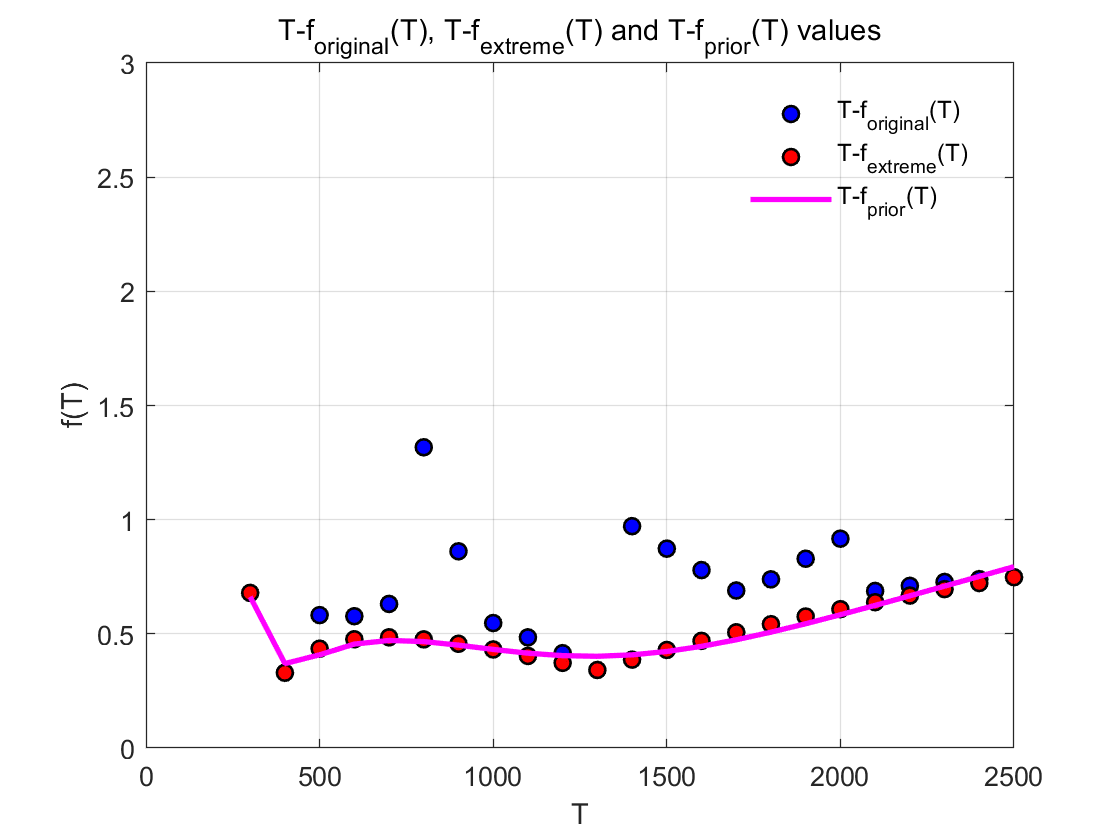 T-f_original(T), T-f_extreme(T) and T-f_prior(T) values
3
2.5
2
1.5
1
0.5
0
f(T)
T-f_original(T)
T-f_extreme(T)
T-f_prior(T)
0 500 1000 1500 2000 2500
T